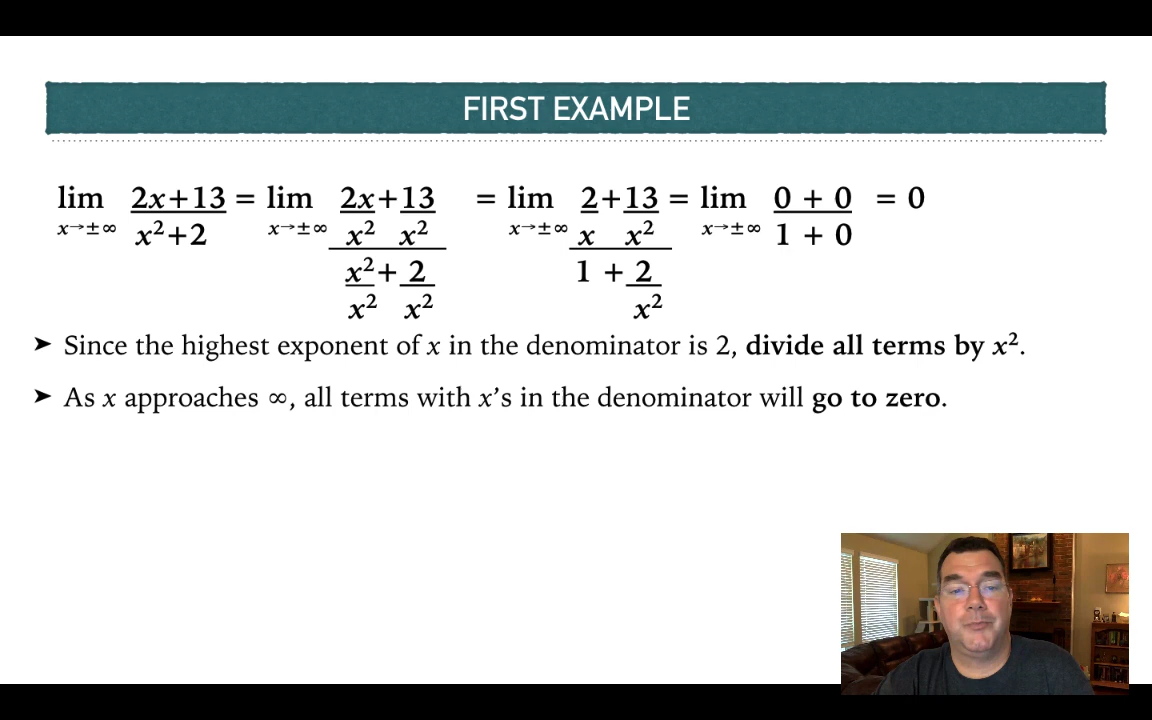 FIRST EXAMPLE
lim 2x+13 = lim 2x+13 = lim 2+13 = lim 0 + 0 = 0
x→±∞ x²+2 x→±∞ x² x² x→±∞ x x² x→±∞ 1 + 0
x²+ 2 1 + 2
x² x² x²
➤ Since the highest exponent of x in the denominator is 2, divide all terms by x².
➤ As x approaches ∞, all terms with x’s in the denominator will go to zero.